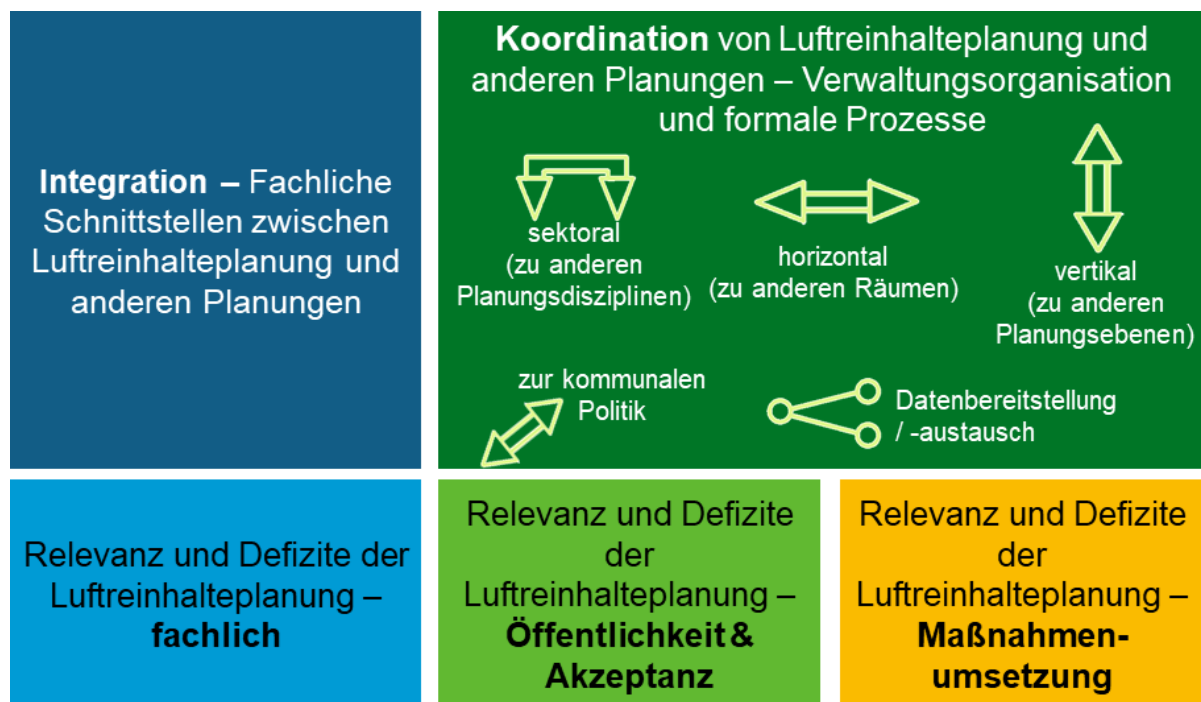 Integration – Fachliche
Schnittstellen zwischen
Luftreinhalteplanung und
anderen Planungen
Koordination von Luftreinhalteplanung und
anderen Planungen – Verwaltungsorganisation
und formale Prozesse
sektoral
(zu anderen
Planungsdisziplinen)
horizontal
(zu anderen Räumen)
vertikal
(zu anderen
Planungsebenen)
zur kommunalen
Politik
Datenbereitstellung
/ -austausch
Relevanz und Defizite der
Luftreinhalteplanung –
fachlich
Relevanz und Defizite
der
Luftreinhalteplanung –
Öffentlichkeit &
Akzeptanz
Relevanz und Defizite
der
Luftreinhalteplanung –
Maßnahmen-
umsetzung